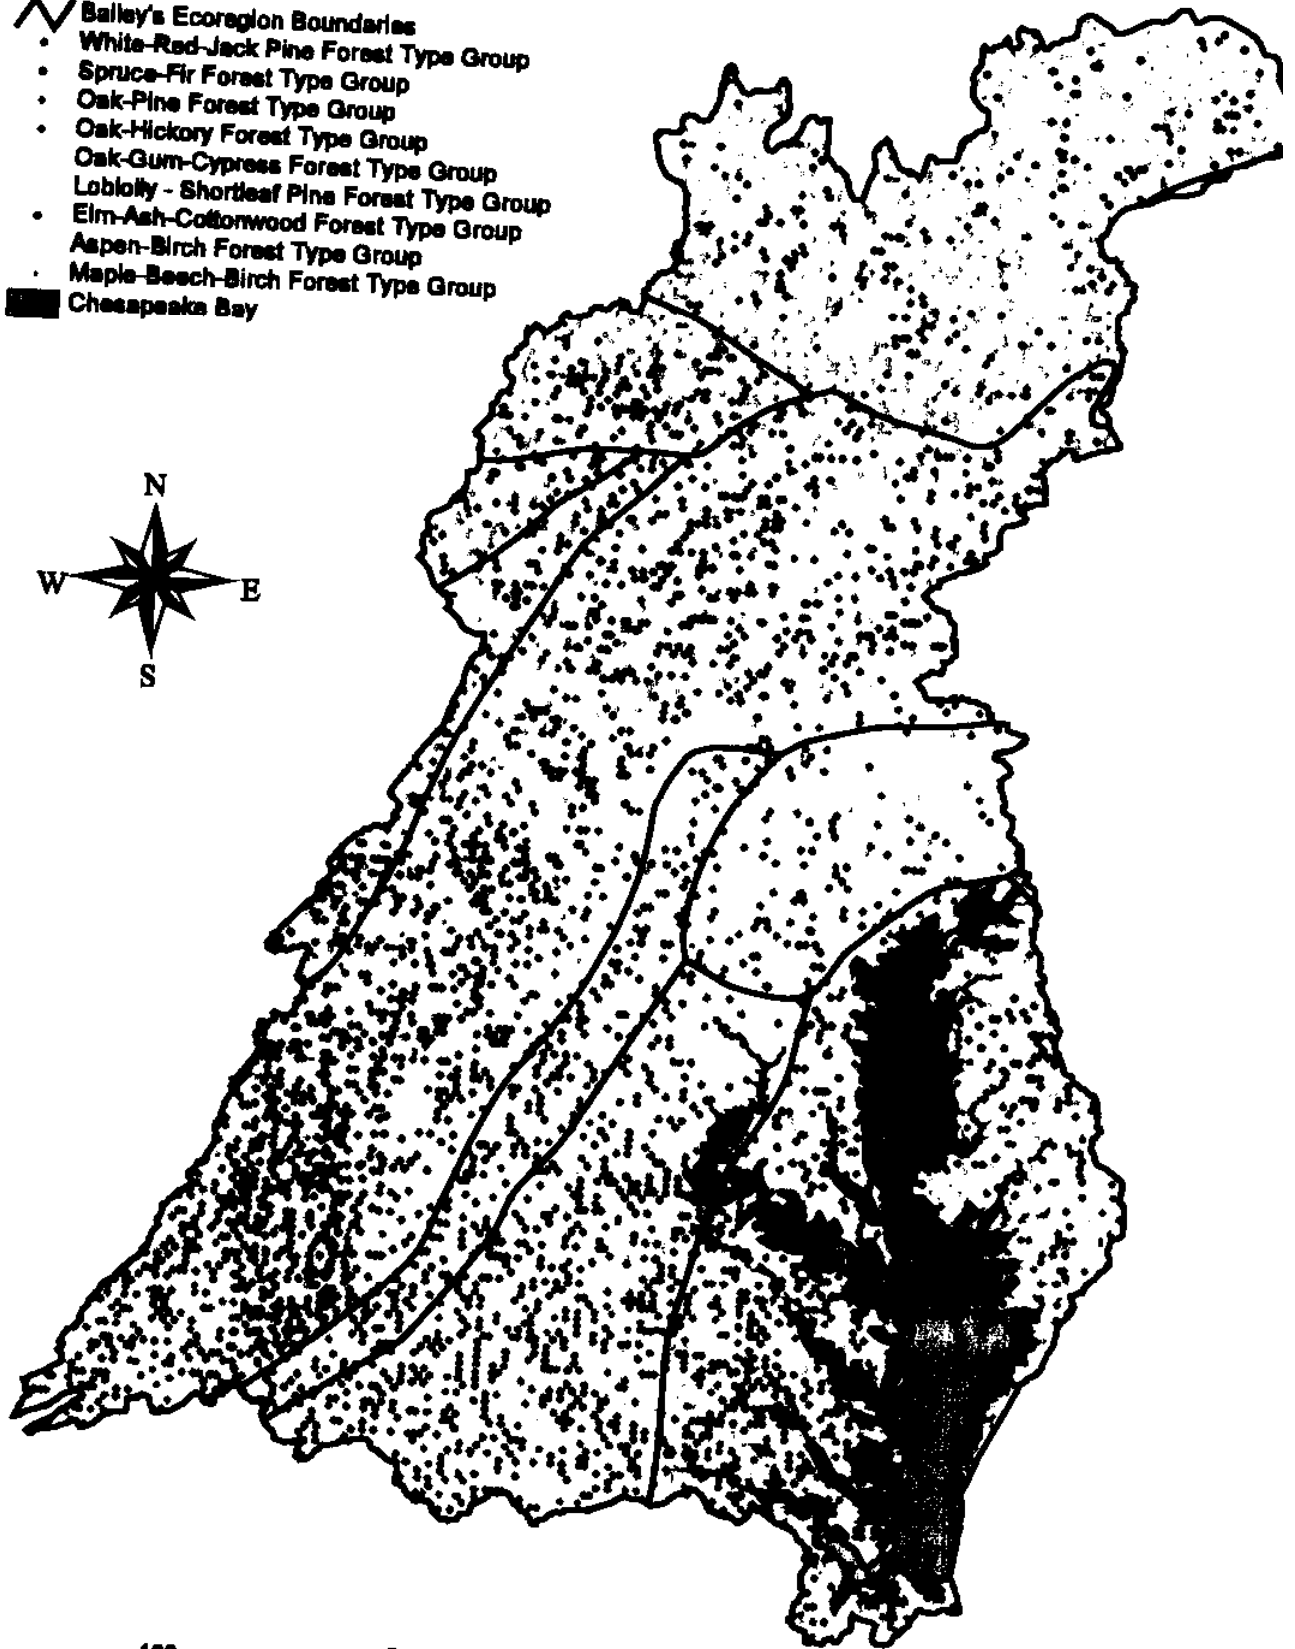 Bailey's Ecoregion Boundaries
White-Red-Jack Pine Forest Type Group
Spruce-Fir Forest Type Group
Oak-Pine Forest Type Group
Oak-Hickory Forest Type Group
Oak-Gum-Cypress Forest Type Group
Loblolly - Shortleaf Pine Forest Type Group
Elm-Ash-Cottonwood Forest Type Group
Aspen-Birch Forest Type Group
Maple-Beech-Birch Forest Type Group
Chesapeake Bay
N
W
E
S